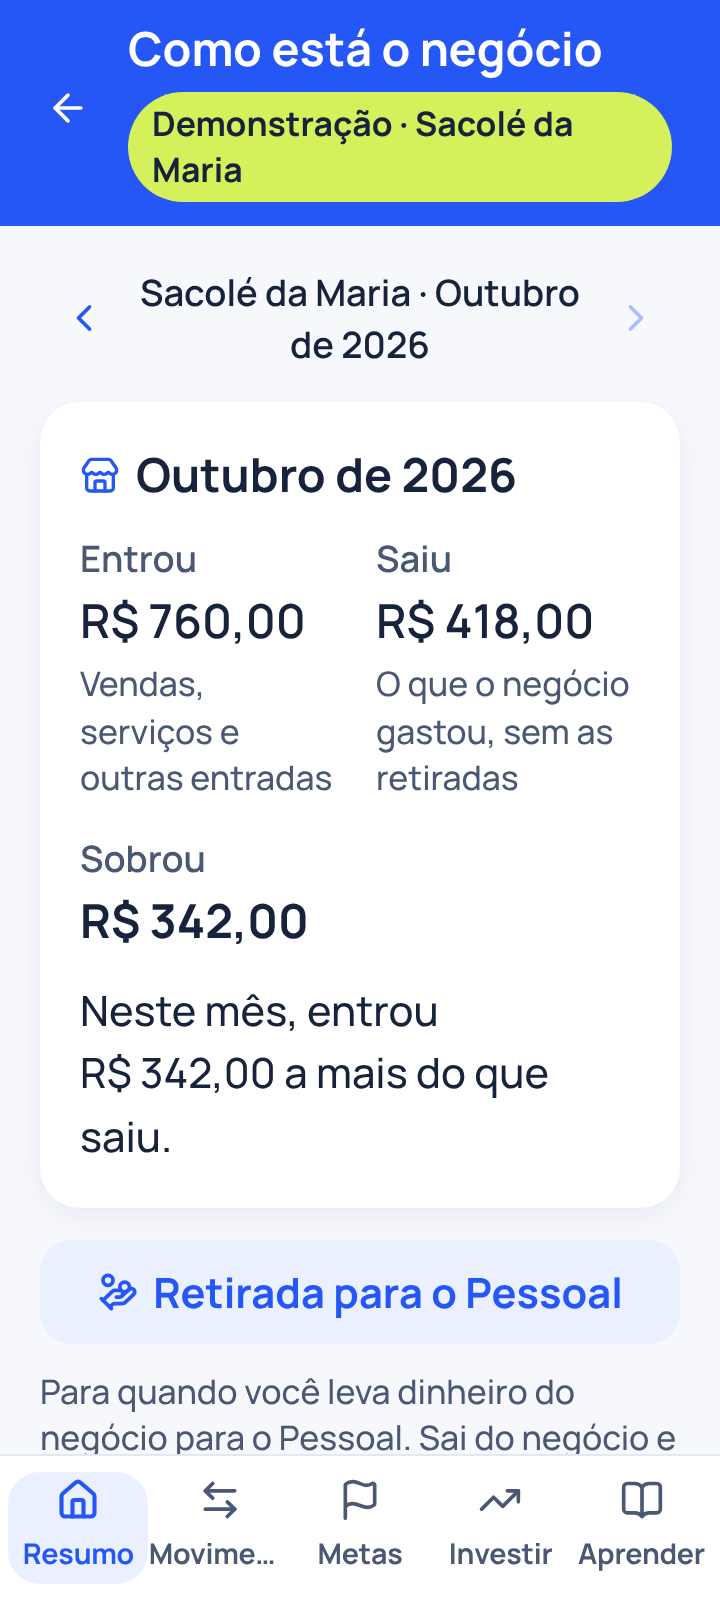 Como está o negócio
Demonstração · Sacolé da
Maria
Sacolé da Maria · Outubro
de 2026
Outubro de 2026
Entrou
R$ 760,00
Vendas,
serviços e
outras entradas
Saiu
R$ 418,00
O que o negócio
gastou, sem as
retiradas
Sobrou
R$ 342,00
Neste mês, entrou
R$ 342,00 a mais do que
saiu.
Retirada para o Pessoal
Para quando você leva dinheiro do
negócio para o Pessoal. Sai do negócio e
Resumo
Movime...
Metas
Investir
Aprender